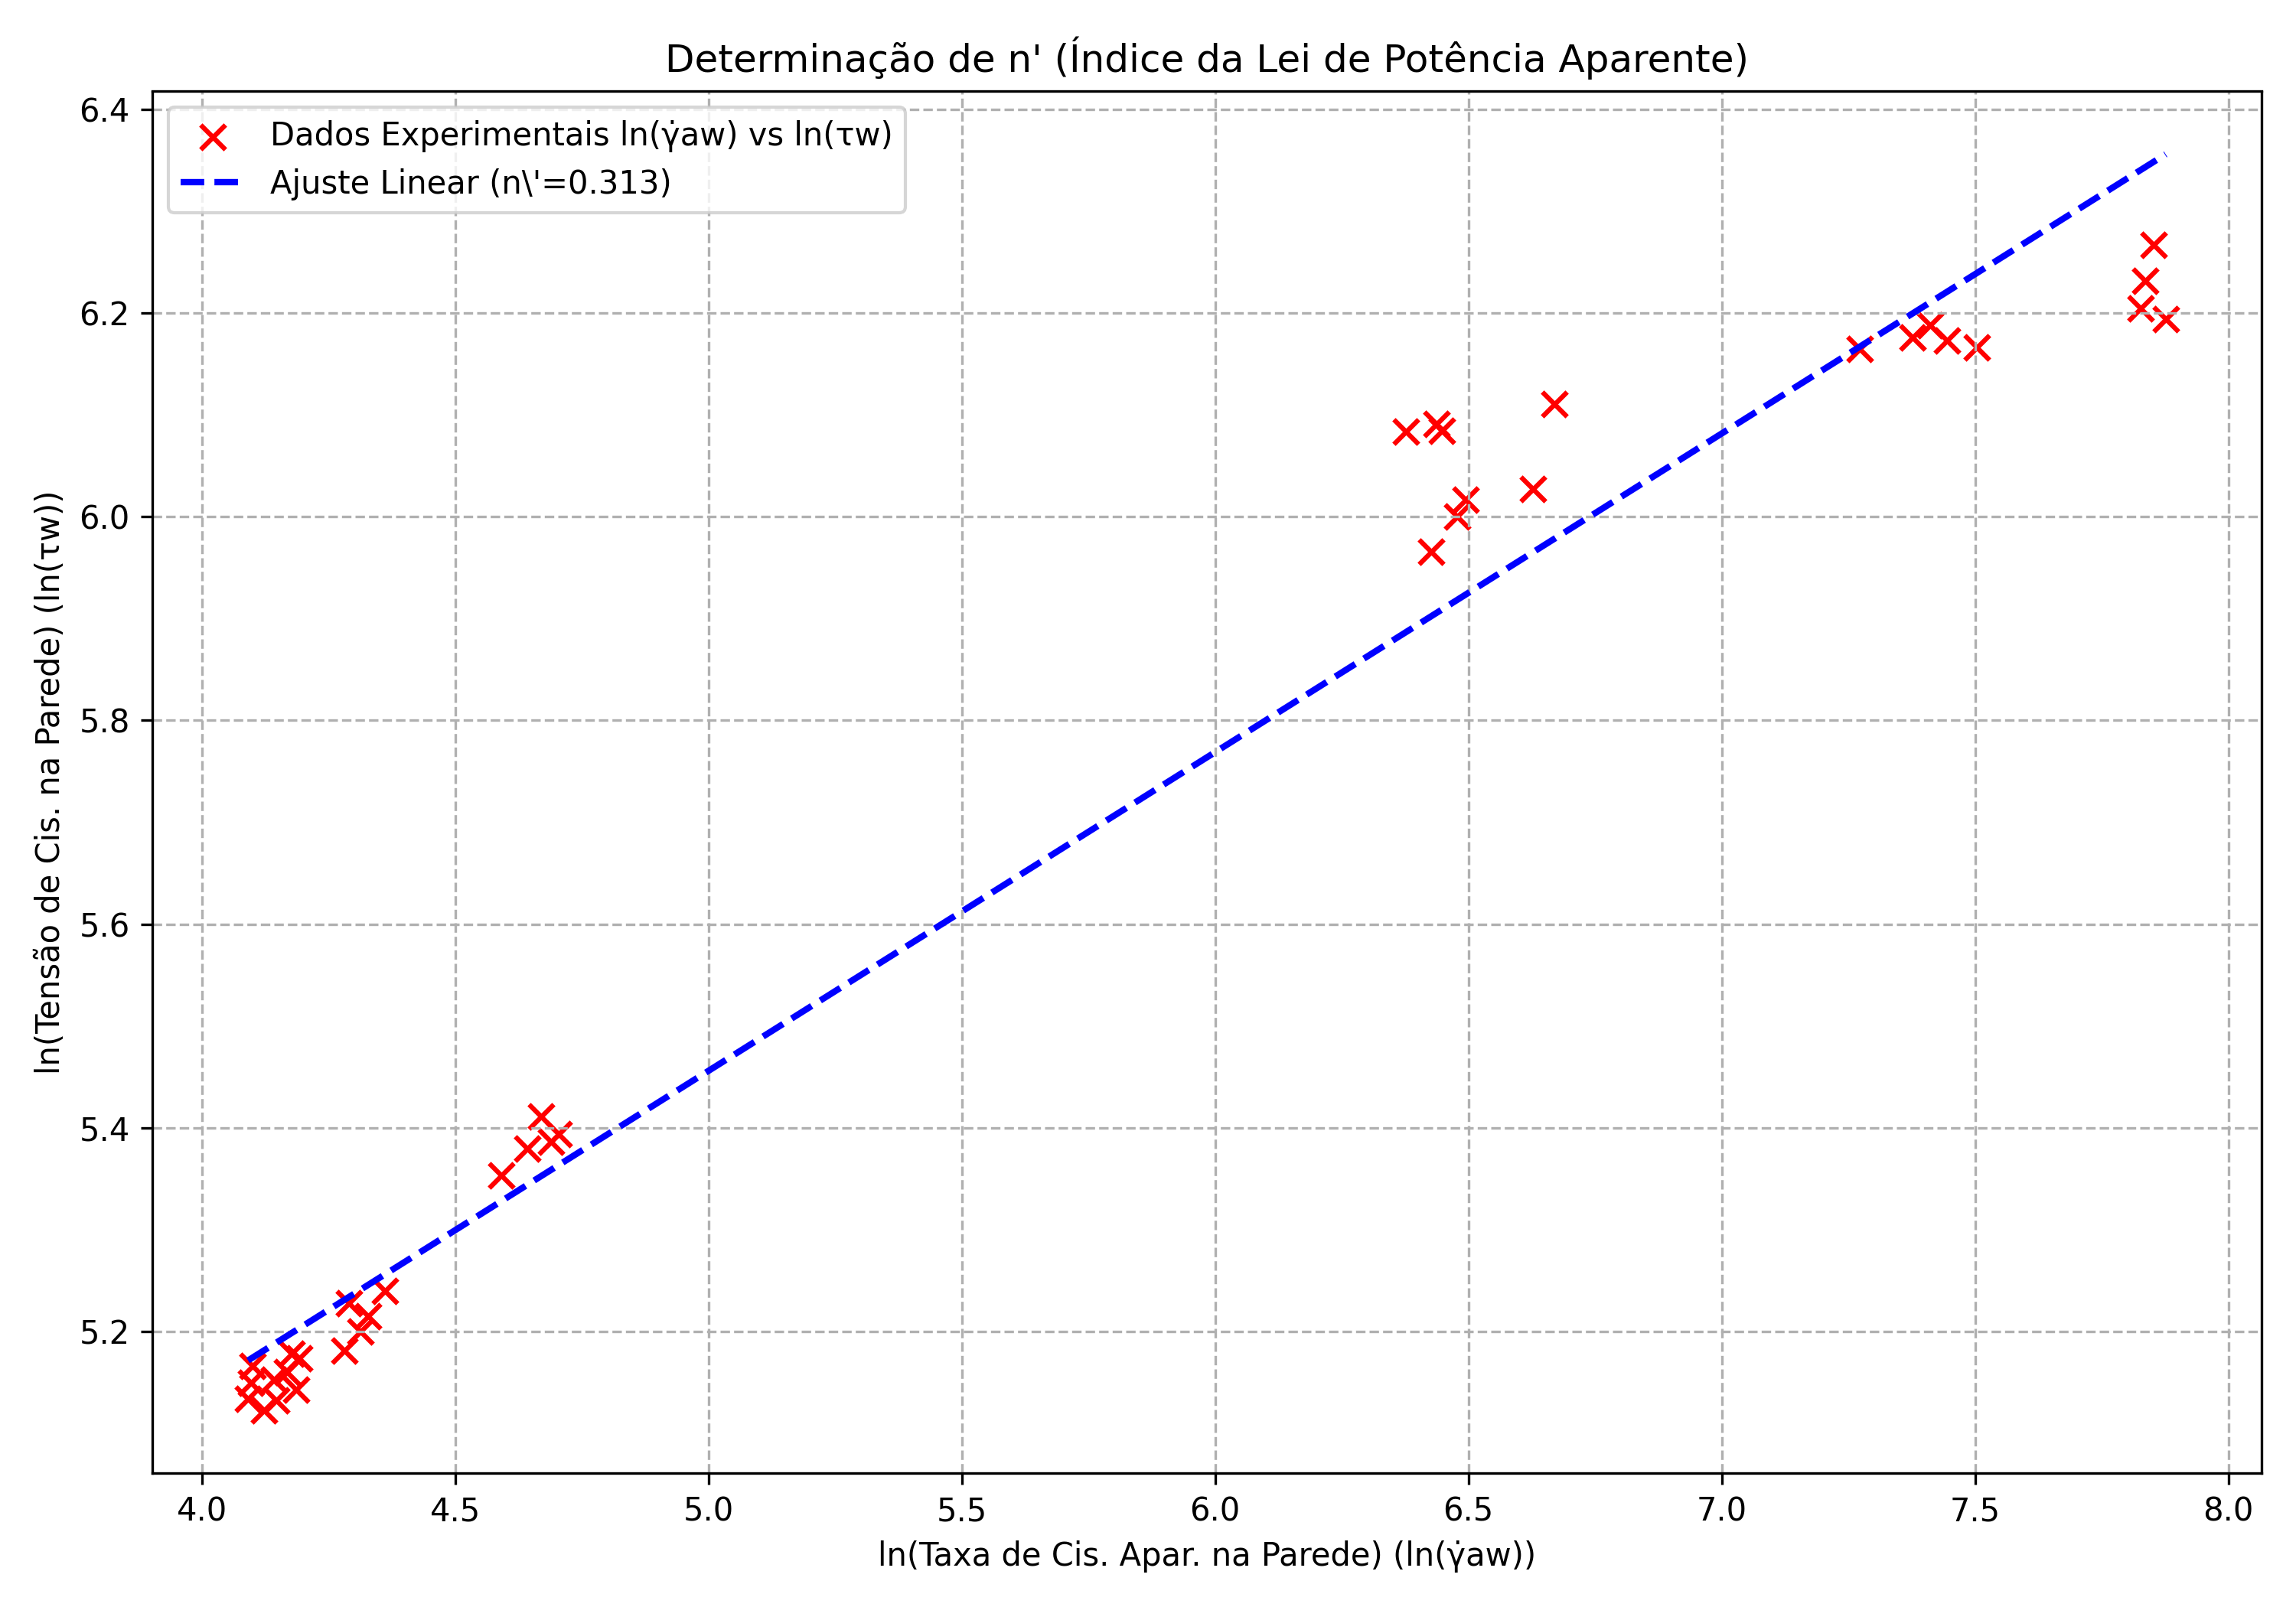 Determinação de n' (Índice da Lei de Potência Aparente)
Dados Experimentais ln(γ̇aw) vs ln(τw)
Ajuste Linear (n\'=0.313)
ln(Tensão de Cis. na Parede) (ln(τw))
6.4
6.2
6.0
5.8
5.6
5.4
5.2
4.0 4.5 5.0 5.5 6.0 6.5 7.0 7.5 8.0
ln(Taxa de Cis. Apar. na Parede) (ln(γ̇aw))